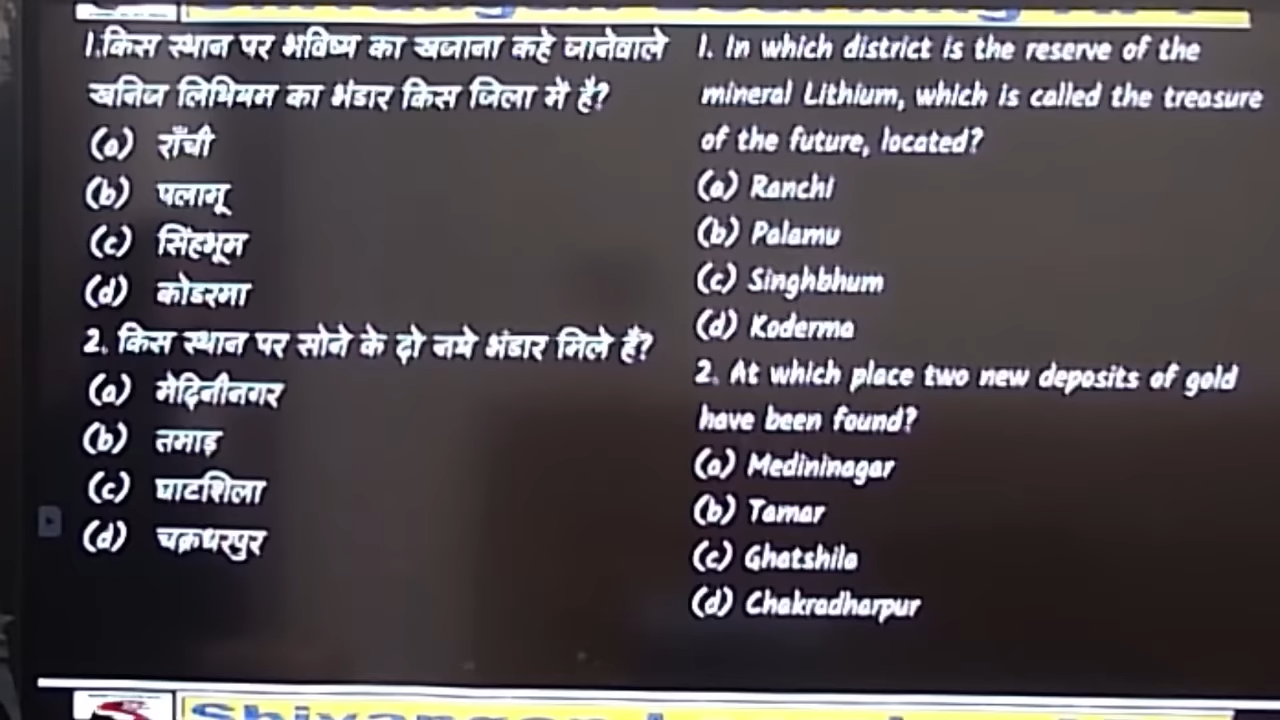 1.किस स्थान पर भविष्य का खजाना कहे जानेवाले
खनिज लिथियम का भंडार किस जिला में है?
(a) राँची
(b) पलामू
(c) सिंहभूम
(d) कोडरमा
2. किस स्थान पर सोने के दो नये भंडार मिले हैं?
(a) मेदिनीनगर
(b) तमाड़
(c) घाटशिला
(d) चक्रधरपुर
1. In which district is the reserve of the
mineral Lithium, which is called the treasure
of the future, located?
(a) Ranchi
(b) Palamu
(c) Singhbhum
(d) Koderma
2. At which place two new deposits of gold
have been found?
(a) Medininagar
(b) Tamar
(c) Ghatshila
(d) Chakradharpur